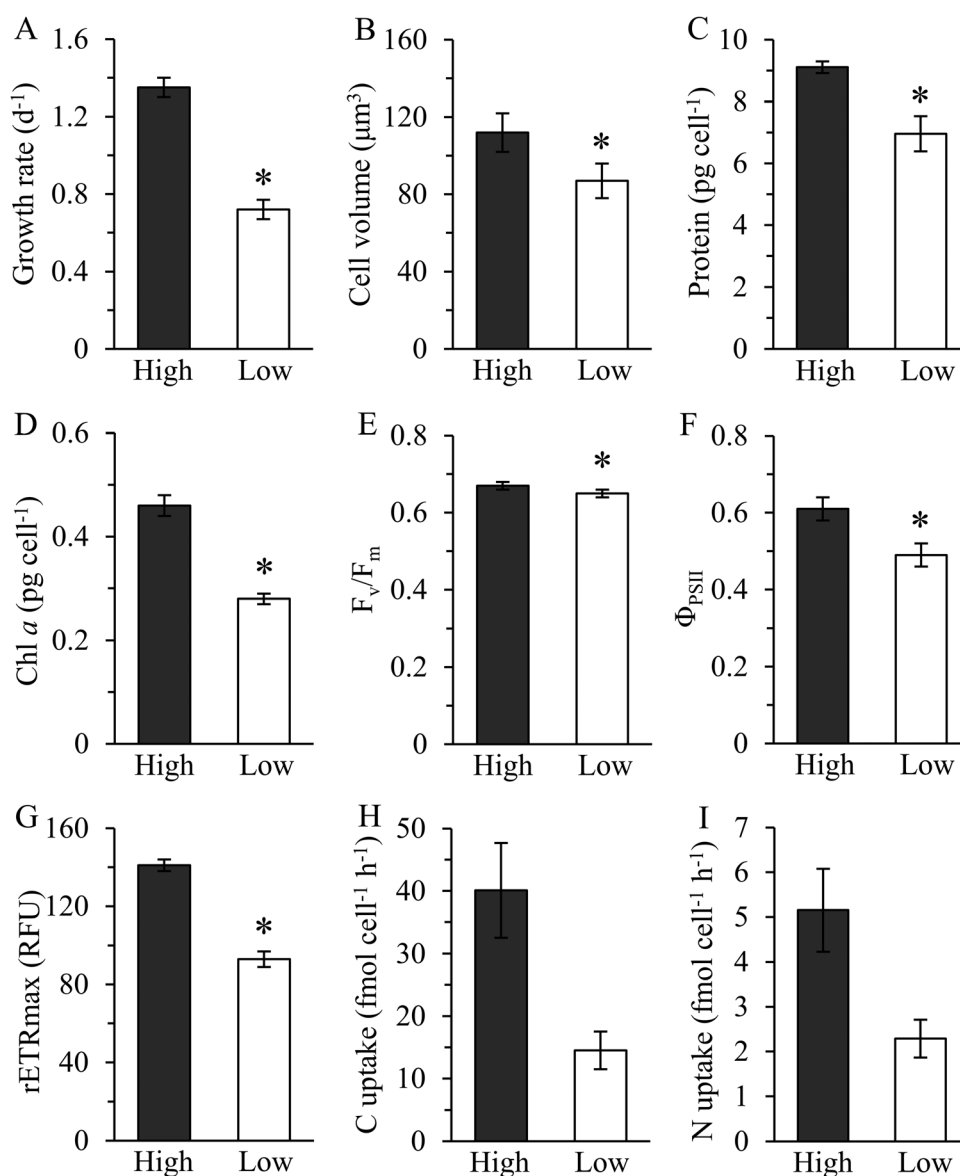 A
Growth rate (d⁻¹)
1.6
1.2
0.8
0.4
0
*
High Low
B
Cell volume (μm³)
160
120
80
40
0
*
High Low
C
Protein (pg cell⁻¹)
10
8
6
4
2
0
*
High Low
D
Chl a (pg cell⁻¹)
0.6
0.4
0.2
0
*
High Low
E
Fv/Fm
0.8
0.6
0.4
0.2
0
*
High Low
F
ΦPSII
0.8
0.6
0.4
0.2
0
*
High Low
G
rETRmax (RFU)
160
120
80
40
0
*
High Low
H
C uptake (fmol cell⁻¹ h⁻¹)
50
40
30
20
10
0
High Low
I
N uptake (fmol cell⁻¹ h⁻¹)
7
6
5
4
3
2
1
0
High Low